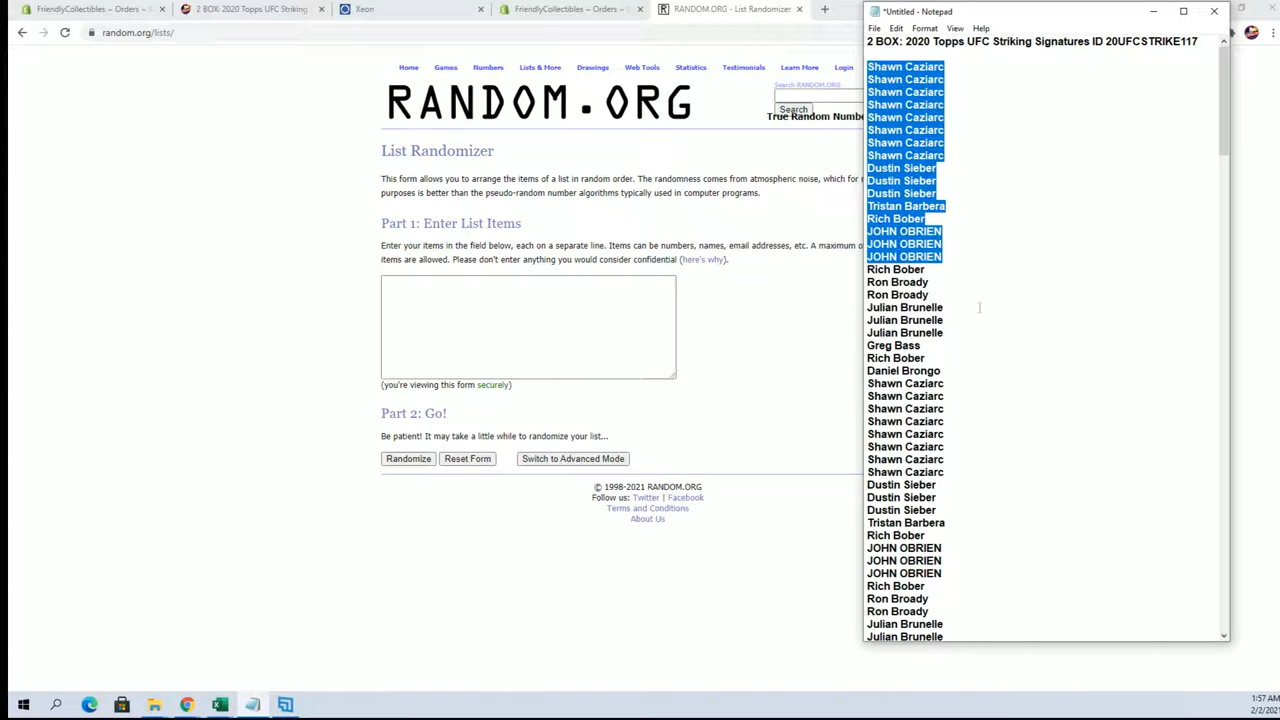 FriendlyCollectibles ~ Orders ~
2 BOX: 2020 Topps UFC Striking
Xeon
FriendlyCollectibles ~ Orders ~
RANDOM.ORG - List Randomizer
random.org/lists/
Home Games Numbers Lists & More Drawings Web Tools Statistics Testimonials Learn More Login
RANDOM.ORG
Search RANDOM.ORG
Search
True Random Numbe
List Randomizer
This form allows you to arrange the items of a list in random order. The randomness comes from atmospheric noise, which for
purposes is better than the pseudo-random number algorithms typically used in computer programs.
Part 1: Enter List Items
Enter your items in the field below, each on a separate line. Items can be numbers, names, email addresses, etc. A maximum o
items are allowed. Please don't enter anything you would consider confidential (here's why).
(you're viewing this form securely)
Part 2: Go!
Be patient! It may take a little while to randomize your list...
Randomize Reset Form Switch to Advanced Mode
© 1998-2021 RANDOM.ORG
Follow us: Twitter | Facebook
Terms and Conditions
About Us
*Untitled - Notepad
File Edit Format View Help
2 BOX: 2020 Topps UFC Striking Signatures ID 20UFCSTRIKE117
Shawn Caziarc
Shawn Caziarc
Shawn Caziarc
Shawn Caziarc
Shawn Caziarc
Shawn Caziarc
Shawn Caziarc
Shawn Caziarc
Dustin Sieber
Dustin Sieber
Dustin Sieber
Tristan Barbera
Rich Bober
JOHN OBRIEN
JOHN OBRIEN
JOHN OBRIEN
Rich Bober
Ron Broady
Ron Broady
Julian Brunelle
Julian Brunelle
Julian Brunelle
Greg Bass
Rich Bober
Daniel Brongo
Shawn Caziarc
Shawn Caziarc
Shawn Caziarc
Shawn Caziarc
Shawn Caziarc
Shawn Caziarc
Shawn Caziarc
Shawn Caziarc
Dustin Sieber
Dustin Sieber
Dustin Sieber
Tristan Barbera
Rich Bober
JOHN OBRIEN
JOHN OBRIEN
JOHN OBRIEN
Rich Bober
Ron Broady
Ron Broady
Julian Brunelle
Julian Brunelle
1:57 AM
2/2/2021